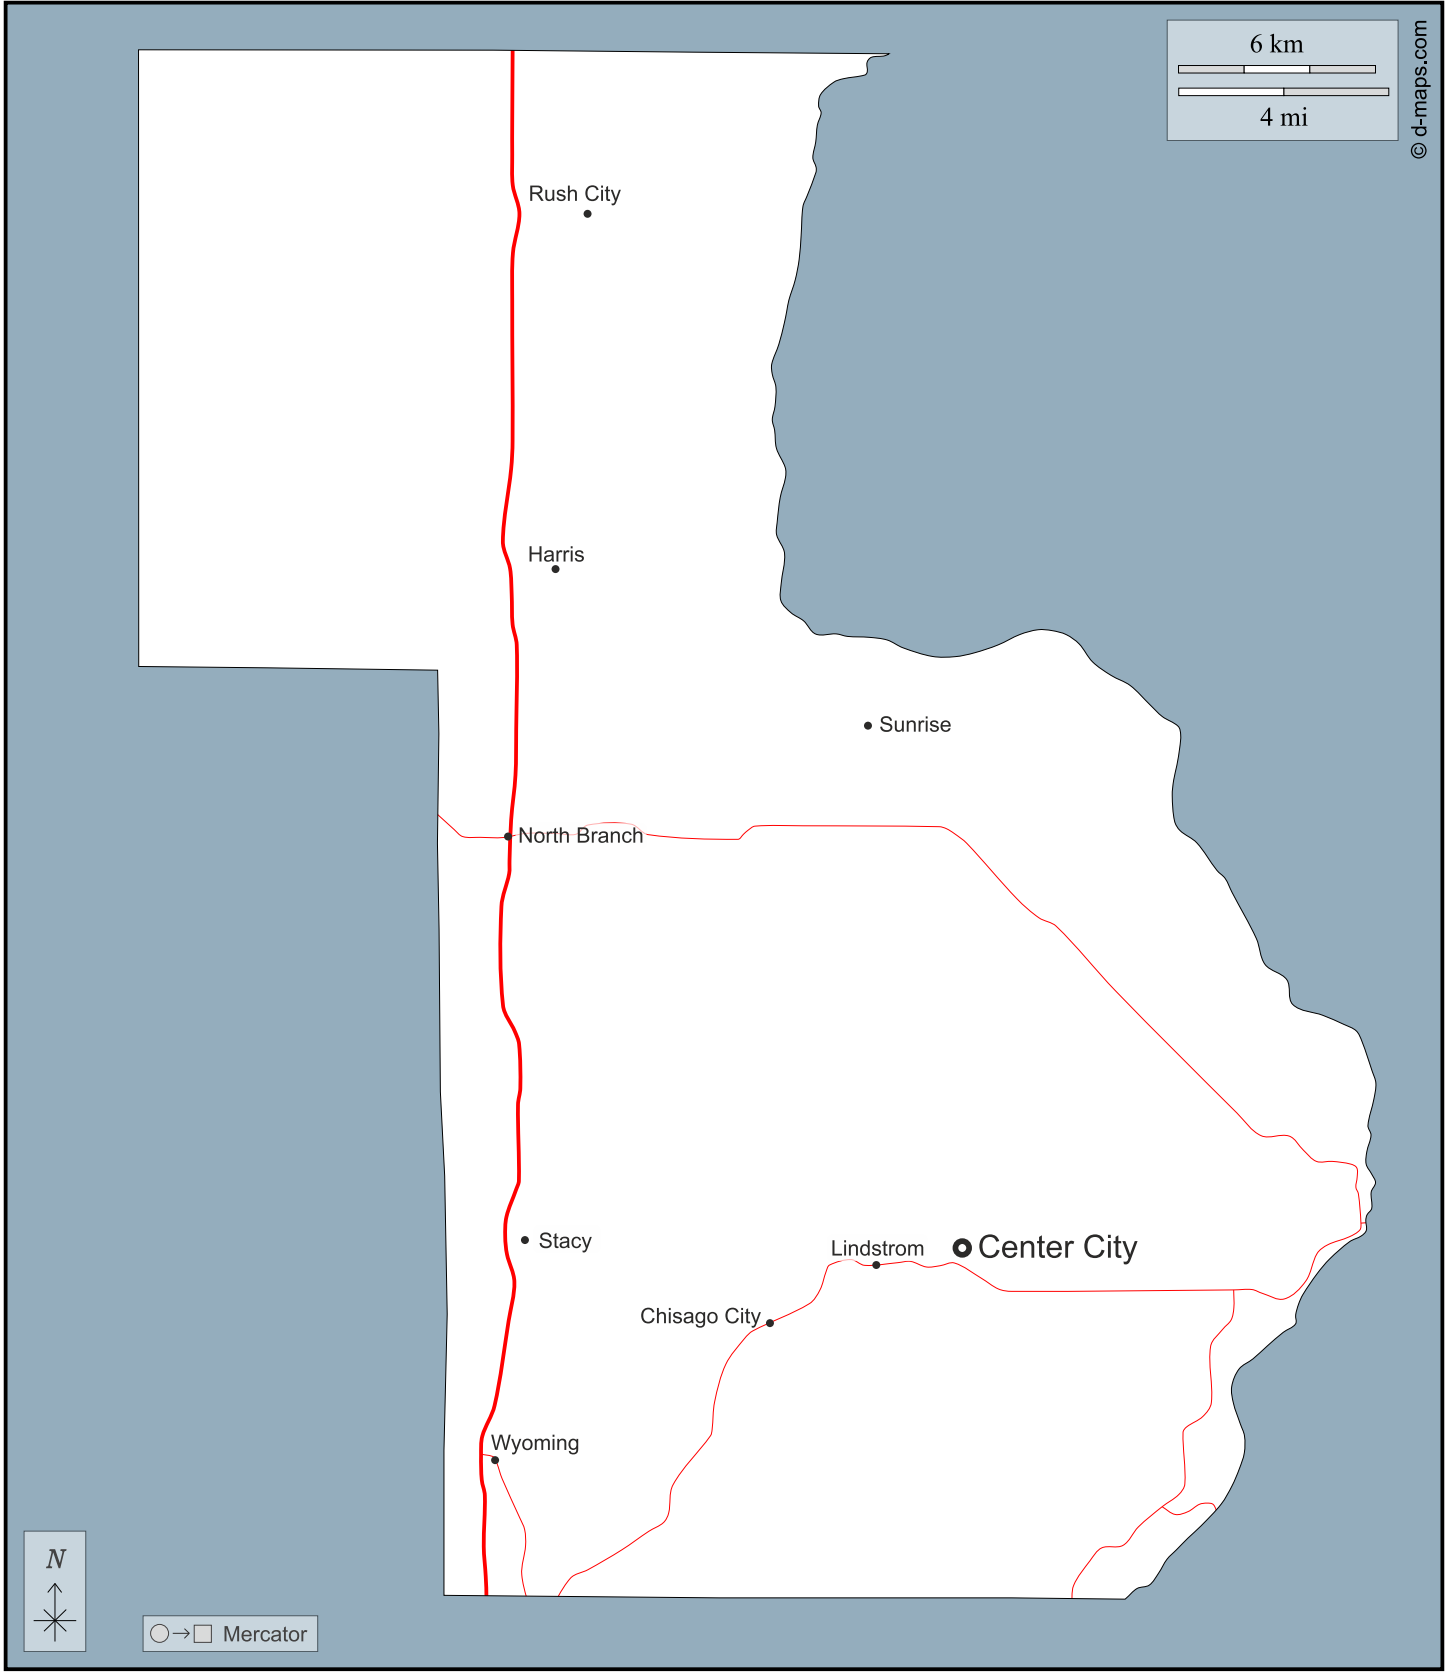 6 km
4 mi
© d-maps.com
Rush City
Harris
Sunrise
North Branch
Stacy
Lindstrom
Center City
Chisago City
Wyoming
N
Mercator